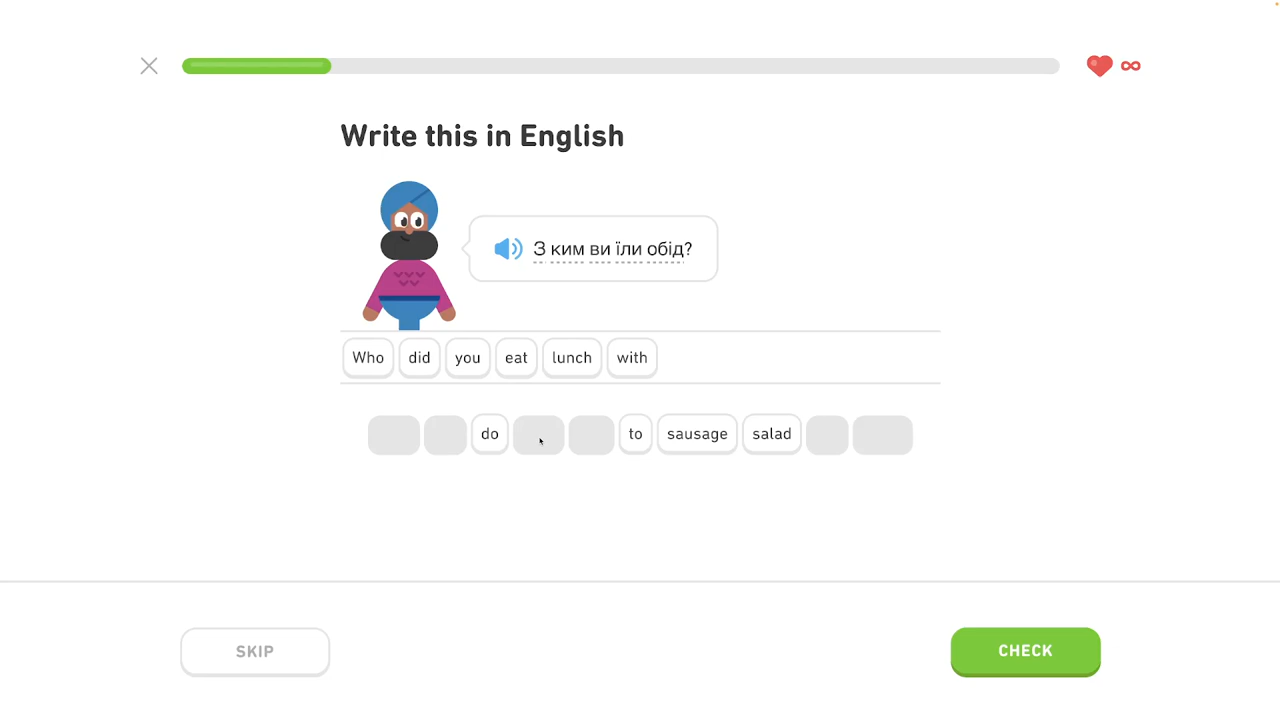 Write this in English
З ким ви їли обід?
Who did you eat lunch with
do to sausage salad
SKIP
CHECK